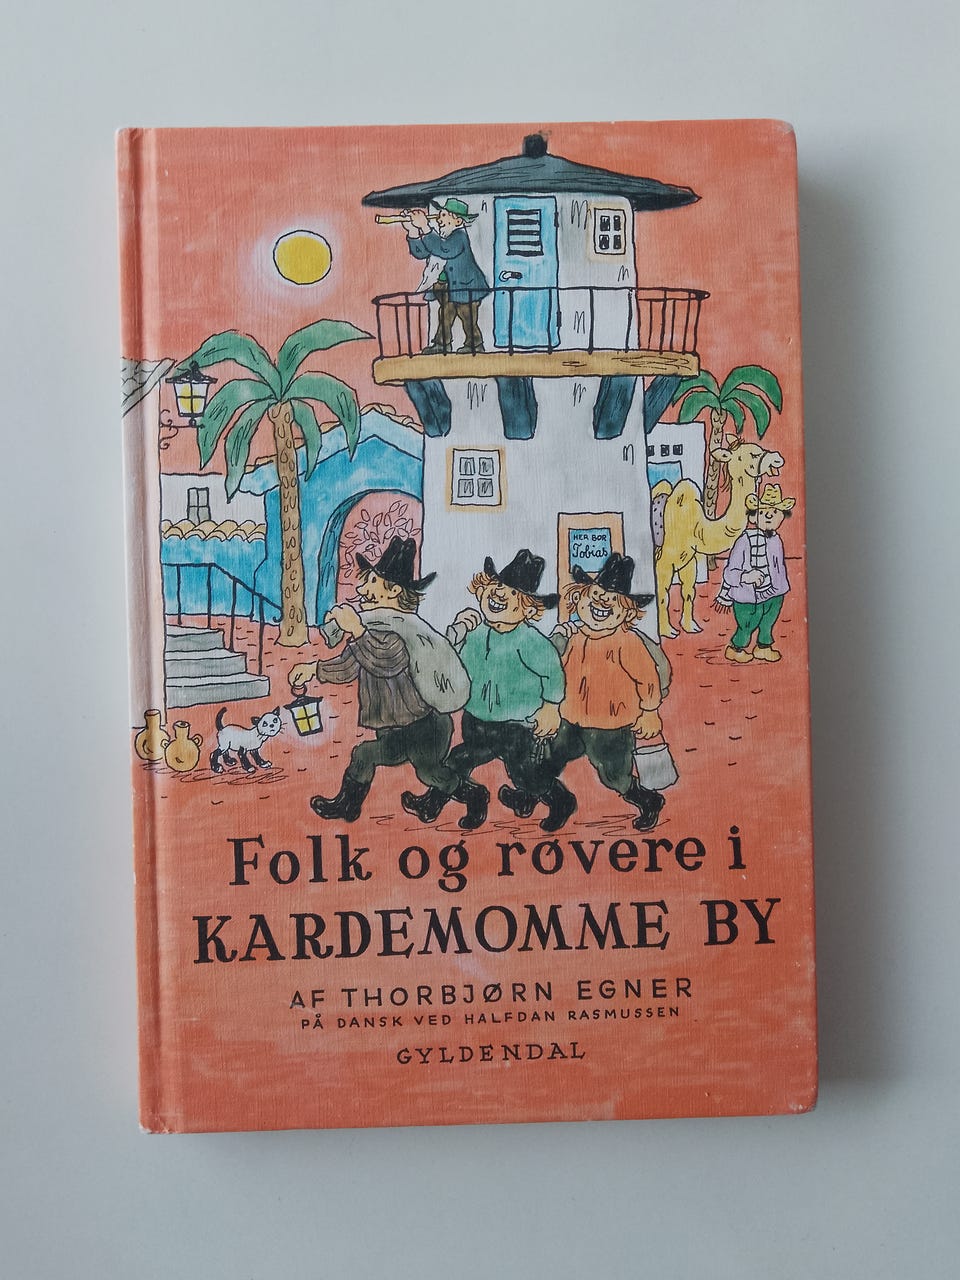 HER BOR
Tobias
Folk og røvere i
KARDEMOMME BY
AF THORBJØRN EGNER
PÅ DANSK VED HALFDAN RASMUSSEN
GYLDENDAL